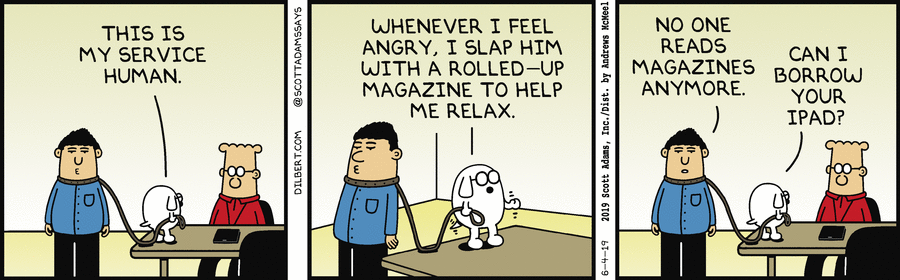 THIS IS
MY SERVICE
HUMAN.
DILBERT.COM @SCOTTADAMSSAYS
WHENEVER I FEEL
ANGRY, I SLAP HIM
WITH A ROLLED-UP
MAGAZINE TO HELP
ME RELAX.
6-4-19 2019 Scott Adams, Inc./Dist. by Andrews McMeel
NO ONE
READS
MAGAZINES
ANYMORE.
CAN I
BORROW
YOUR
IPAD?